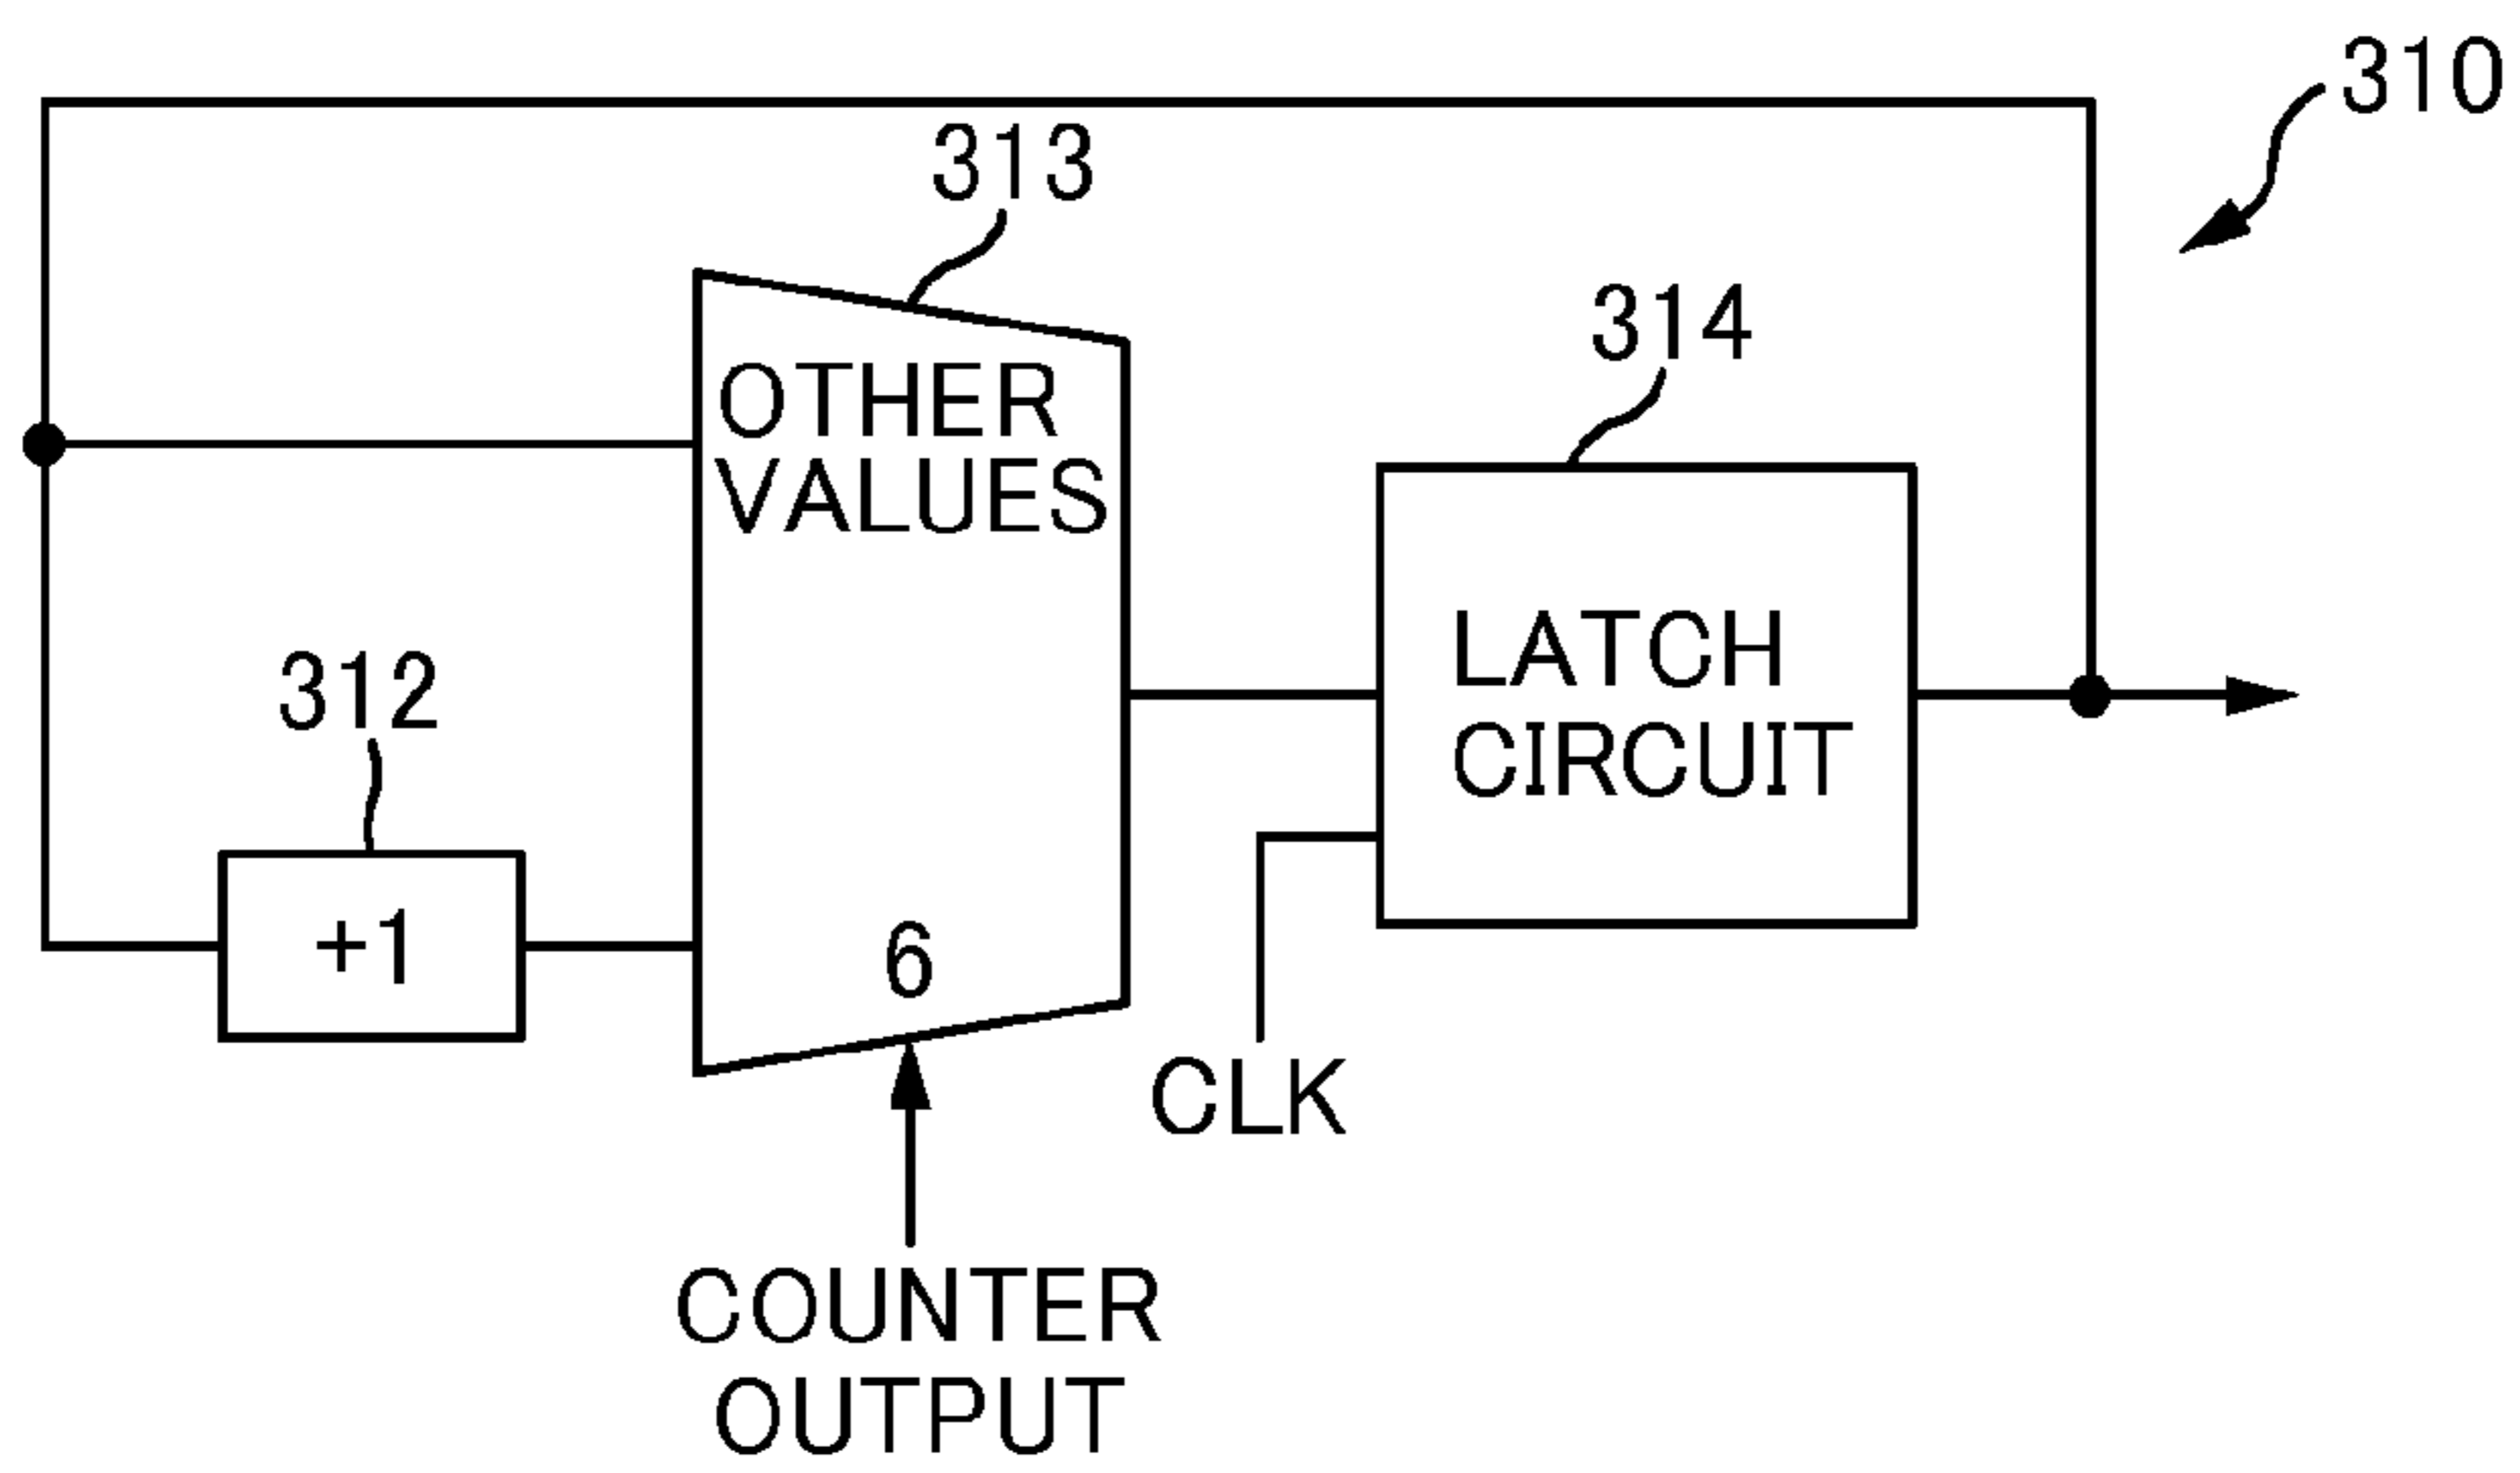 310
313
314
OTHER
VALUES
LATCH
CIRCUIT
312
+1
6
CLK
COUNTER
OUTPUT